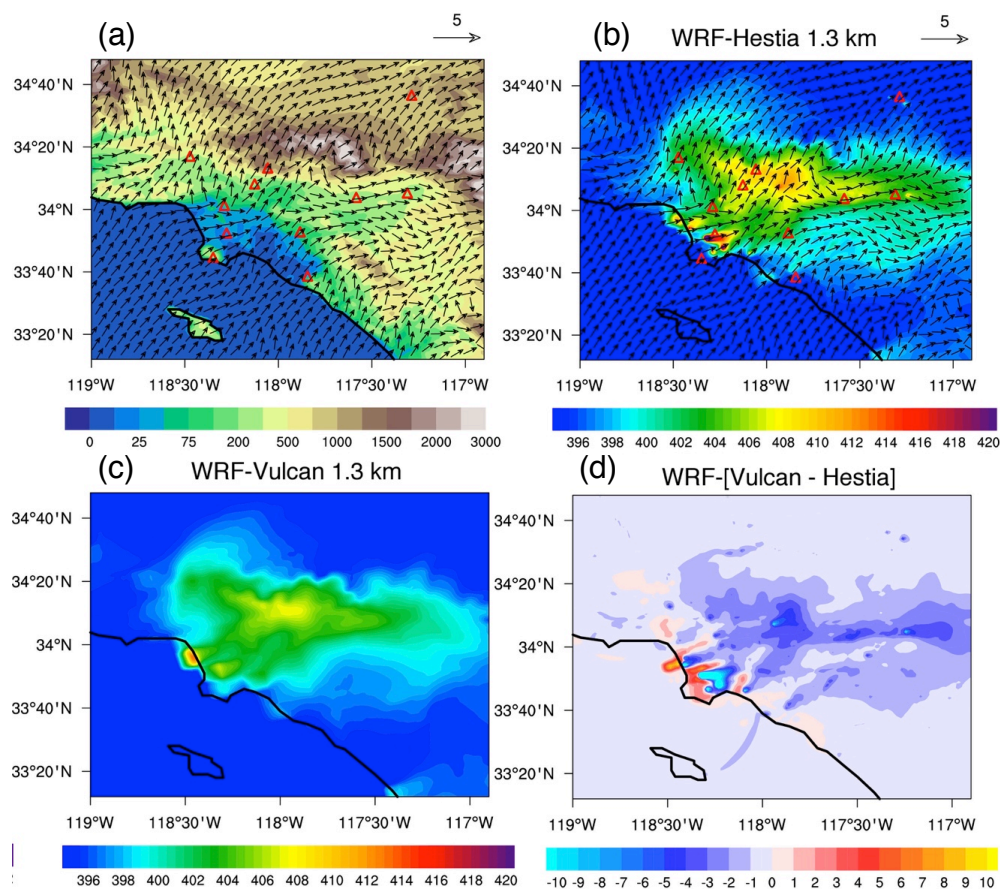 (a) 5
(b) WRF-Hestia 1.3 km 5
34°40'N
34°20'N
34°N
33°40'N
33°20'N
119°W 118°30'W 118°W 117°30'W 117°W
34°40'N
34°20'N
34°N
33°40'N
33°20'N
119°W 118°30'W 118°W 117°30'W 117°W
0 25 75 200 500 1000 1500 2000 3000
396 398 400 402 404 406 408 410 412 414 416 418 420
(c) WRF-Vulcan 1.3 km
(d) WRF-[Vulcan - Hestia]
34°40'N
34°20'N
34°N
33°40'N
33°20'N
119°W 118°30'W 118°W 117°30'W 117°W
34°40'N
34°20'N
34°N
33°40'N
33°20'N
119°W 118°30'W 118°W 117°30'W 117°W
396 398 400 402 404 406 408 410 412 414 416 418 420
-10 -9 -8 -7 -6 -5 -4 -3 -2 -1 0 1 2 3 4 5 6 8 10